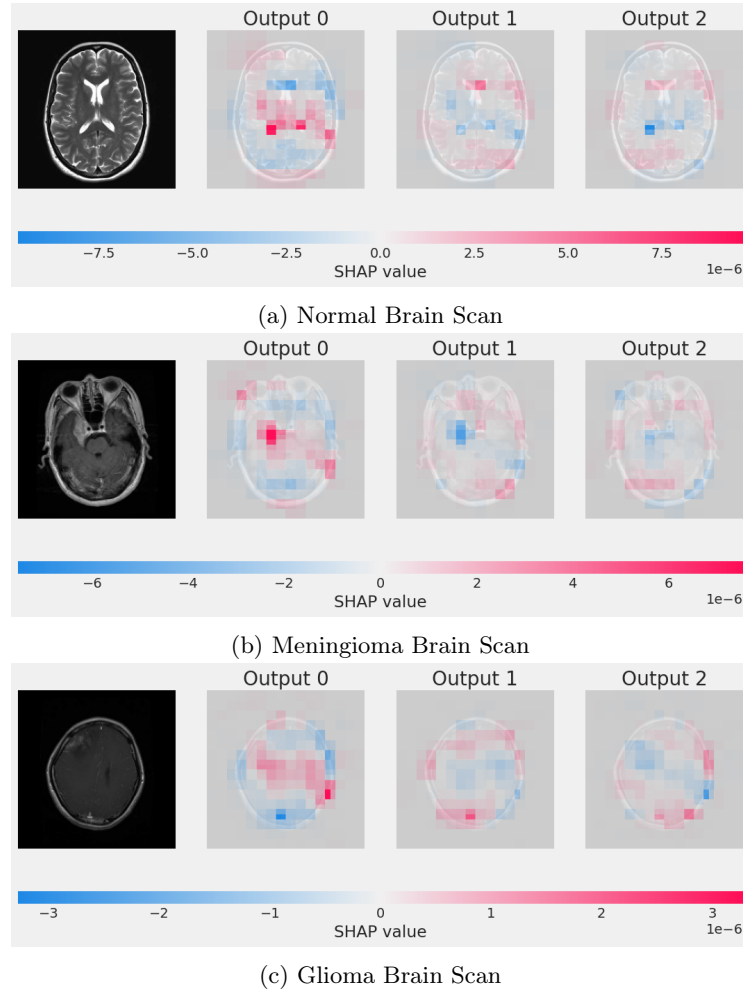 Output 0 Output 1 Output 2
−7.5 −5.0 −2.5 0.0 2.5 5.0 7.5
1e−6
SHAP value
(a) Normal Brain Scan
Output 0 Output 1 Output 2
−6 −4 −2 0 2 4 6
1e−6
SHAP value
(b) Meningioma Brain Scan
Output 0 Output 1 Output 2
−3 −2 −1 0 1 2 3
1e−6
SHAP value
(c) Glioma Brain Scan